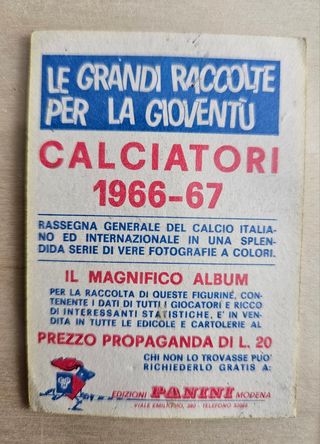 LE GRANDI RACCOLTE
PER LA GIOVENTÙ
CALCIATORI
1966-67
RASSEGNA GENERALE DEL CALCIO ITALIA-
NO ED INTERNAZIONALE IN UNA SPLEN-
DIDA SERIE DI VERE FOTOGRAFIE A COLORI.
IL MAGNIFICO ALBUM
PER LA RACCOLTA DI QUESTE FIGURINE, CON-
TENENTE I DATI DI TUTTI I GIOCATORI E RICCO
DI INTERESSANTI STATISTICHE, E' IN VEN-
DITA IN TUTTE LE EDICOLE E CARTOLERIE AL
PREZZO PROPAGANDA DI L. 20
CHI NON LO TROVASSE PUO'
RICHIEDERLO GRATIS A:
EDIZIONI PANINI MODENA
VIALE EMILIO PO, 380 - TELEFONO